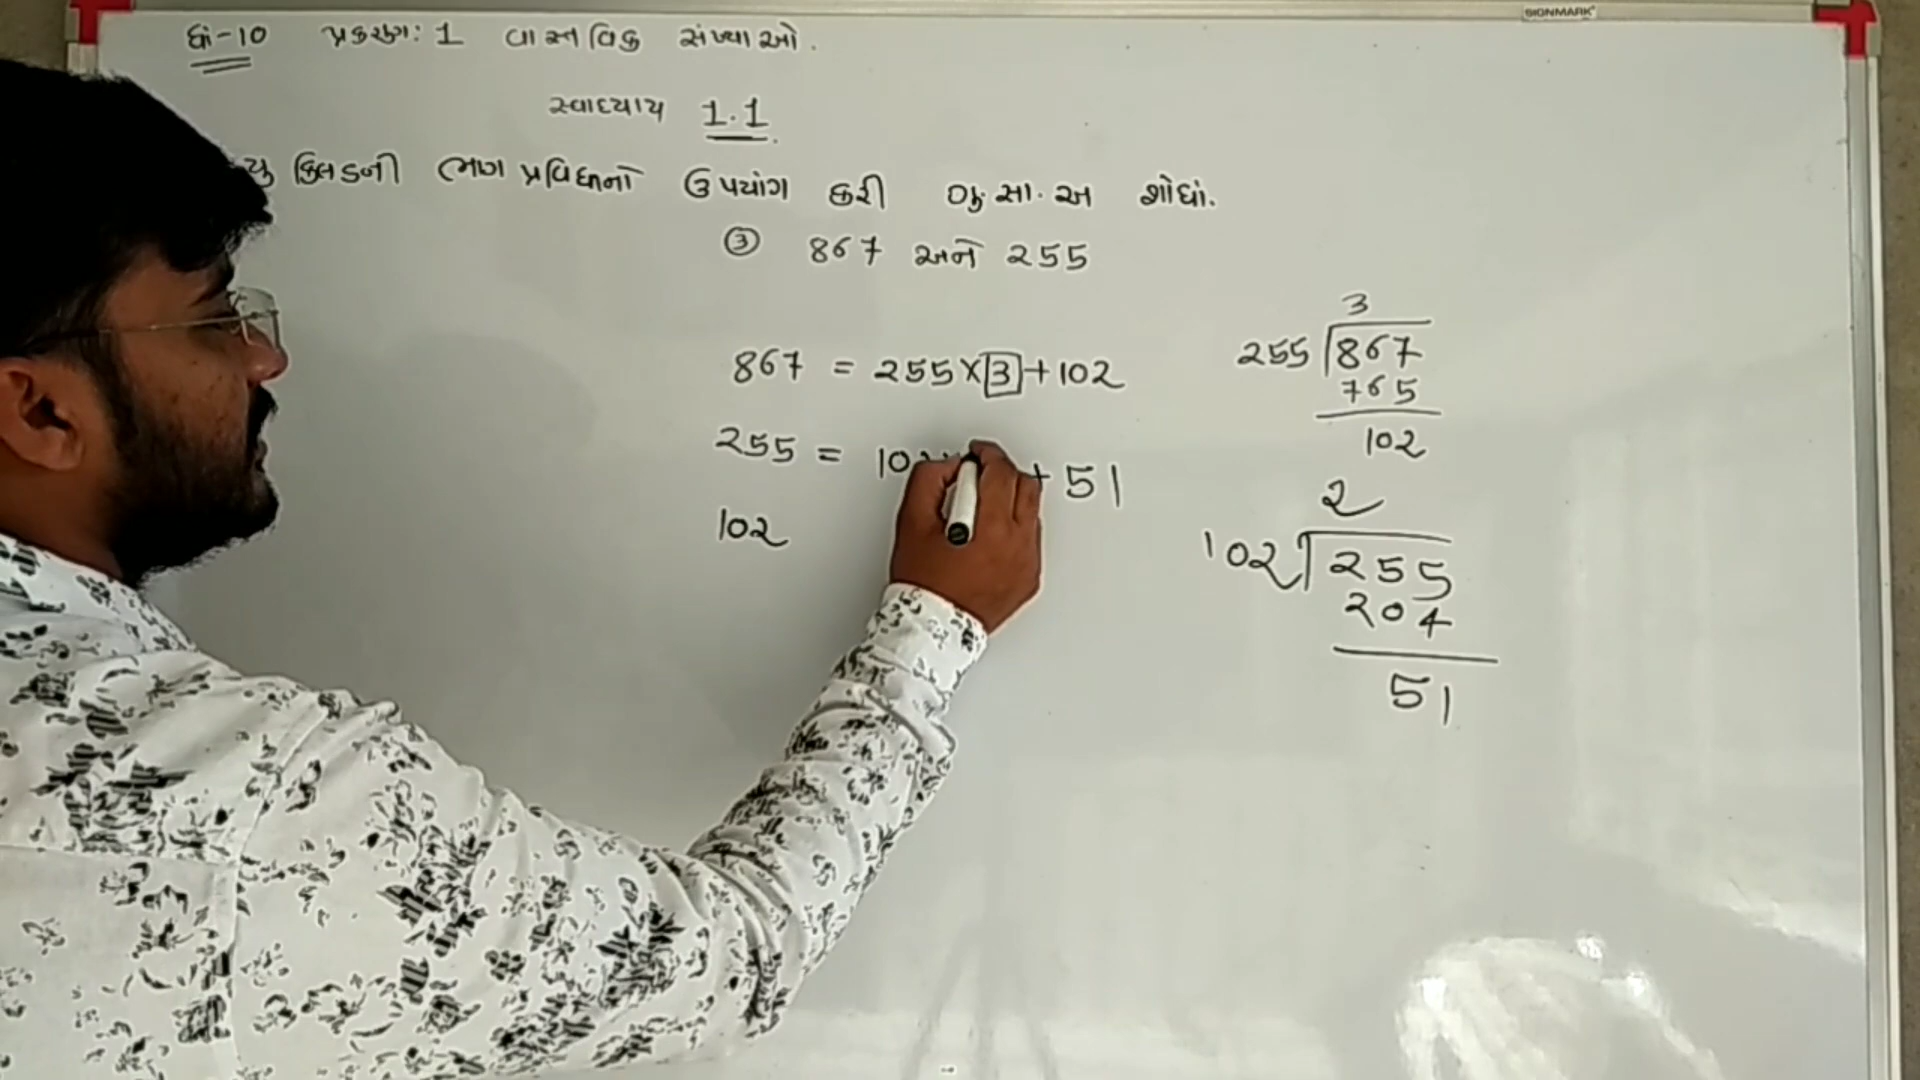 SIGNMARK
ધો-10 પ્રકરણ: 1 વાસ્તવિક સંખ્યાઓ.
સ્વાધ્યાય 1.1
ક્લિડની ભાગ પ્રવિધિનો ઉપયોગ કરી ગુ.સા.અ શોધો.
③ 867 અને 255
867 = 255×3+102
255 = 10 + 51
102
3
255 867
765
102
2
102 255
204
51